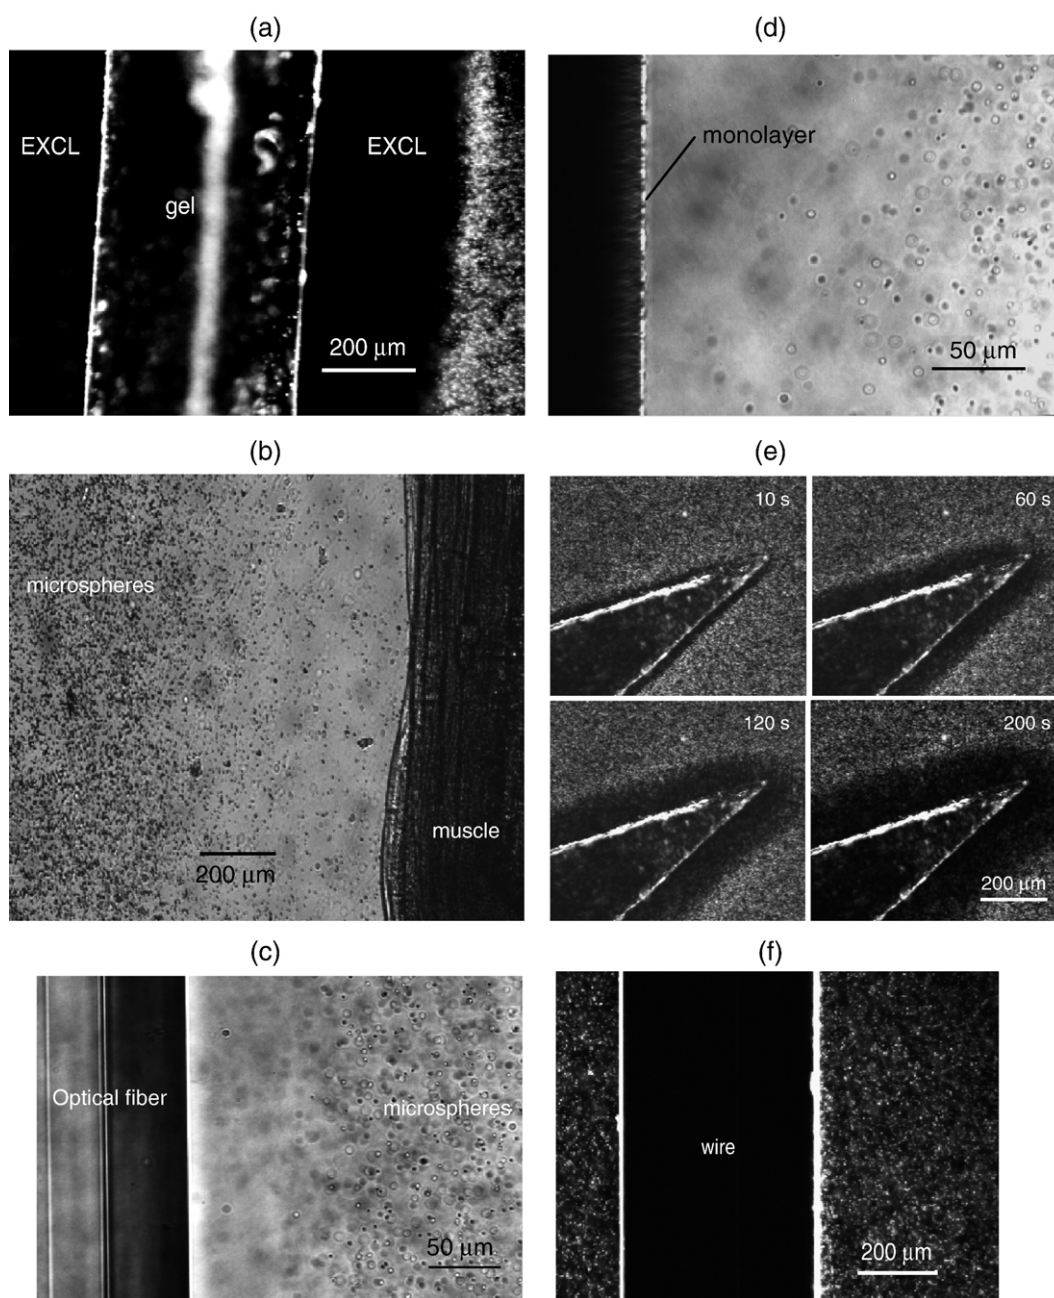 (a)
EXCL
EXCL
gel
200 μm
(b)
microspheres
200 μm
muscle
(c)
Optical fiber
microspheres
50 μm
(d)
monolayer
50 μm
(e)
10 s
60 s
120 s
200 s
200 μm
(f)
wire
200 μm